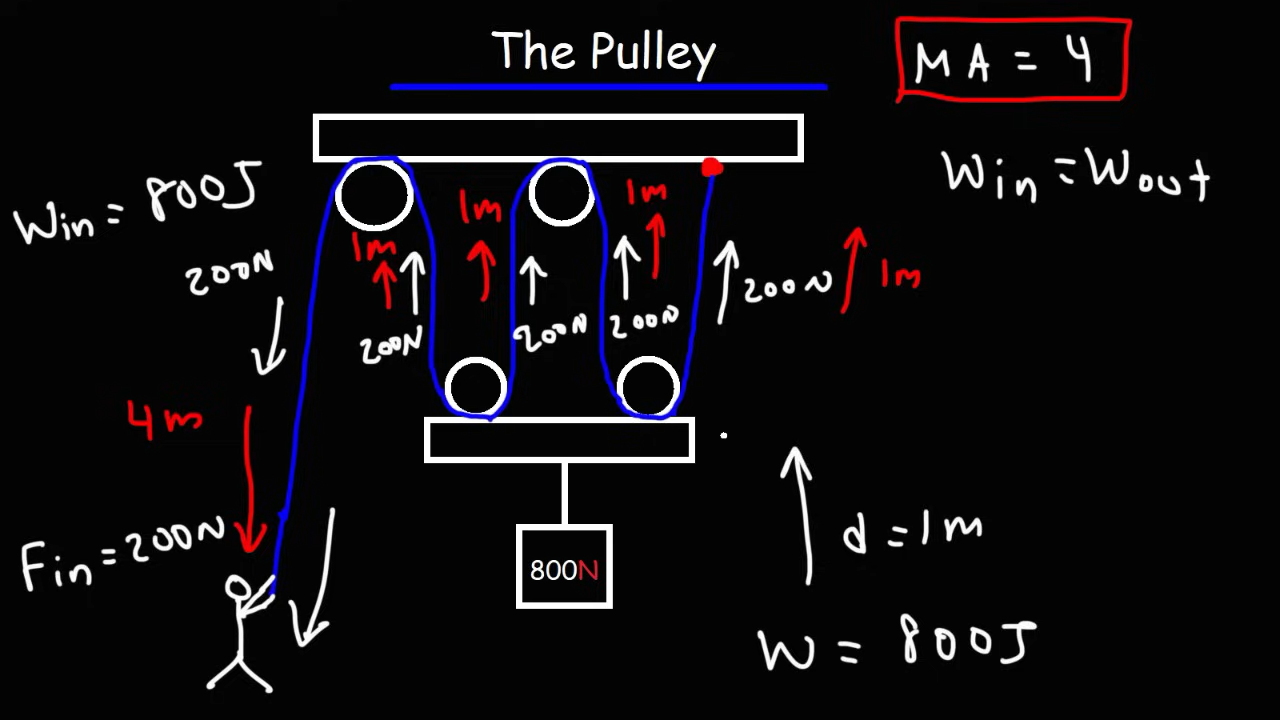 The Pulley
MA = 4
Win = Wout
Win = 800J
200N
1m
1m
1m
1m
200N
200N
200N
200N
4m
Fin = 200N
800N
d = 1m
W = 800J